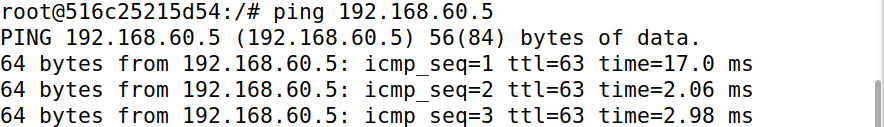 root@516c25215d54:/# ping 192.168.60.5
PING 192.168.60.5 (192.168.60.5) 56(84) bytes of data.
64 bytes from 192.168.60.5: icmp_seq=1 ttl=63 time=17.0 ms
64 bytes from 192.168.60.5: icmp_seq=2 ttl=63 time=2.06 ms
64 bytes from 192.168.60.5: icmp_seq=3 ttl=63 time=2.98 ms